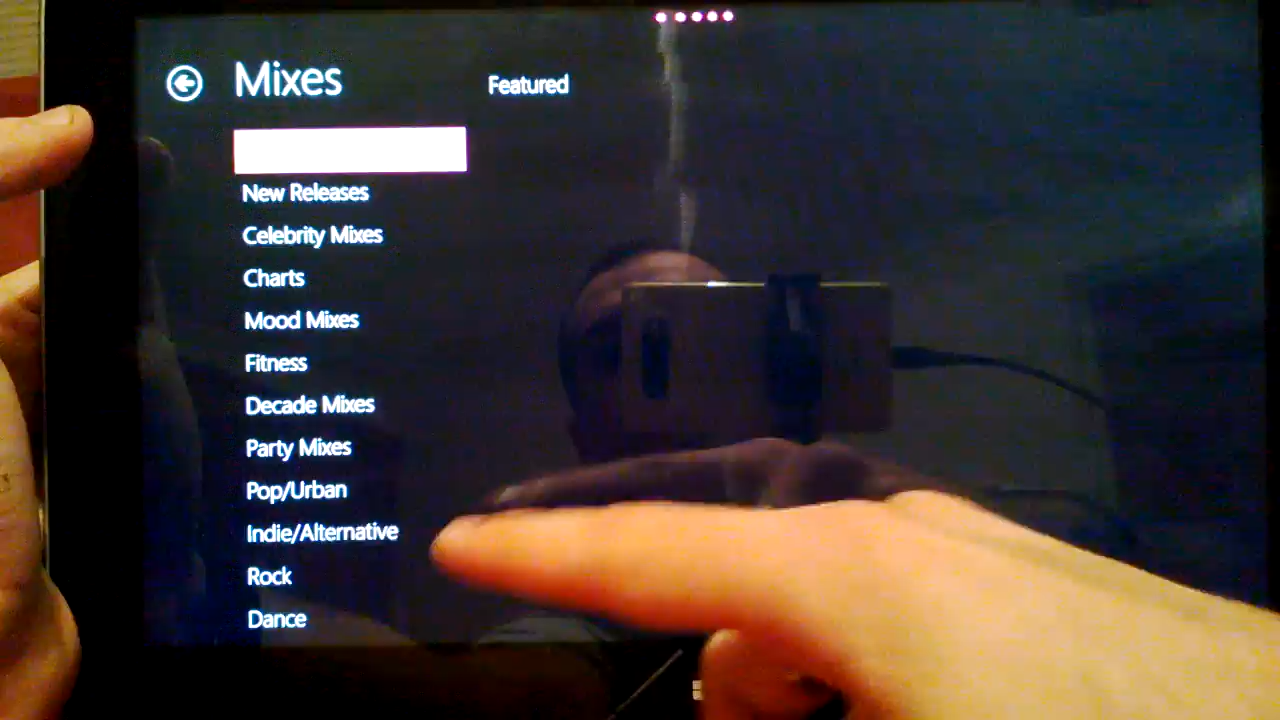 Mixes
Featured
New Releases
Celebrity Mixes
Charts
Mood Mixes
Fitness
Decade Mixes
Party Mixes
Pop/Urban
Indie/Alternative
Rock
Dance